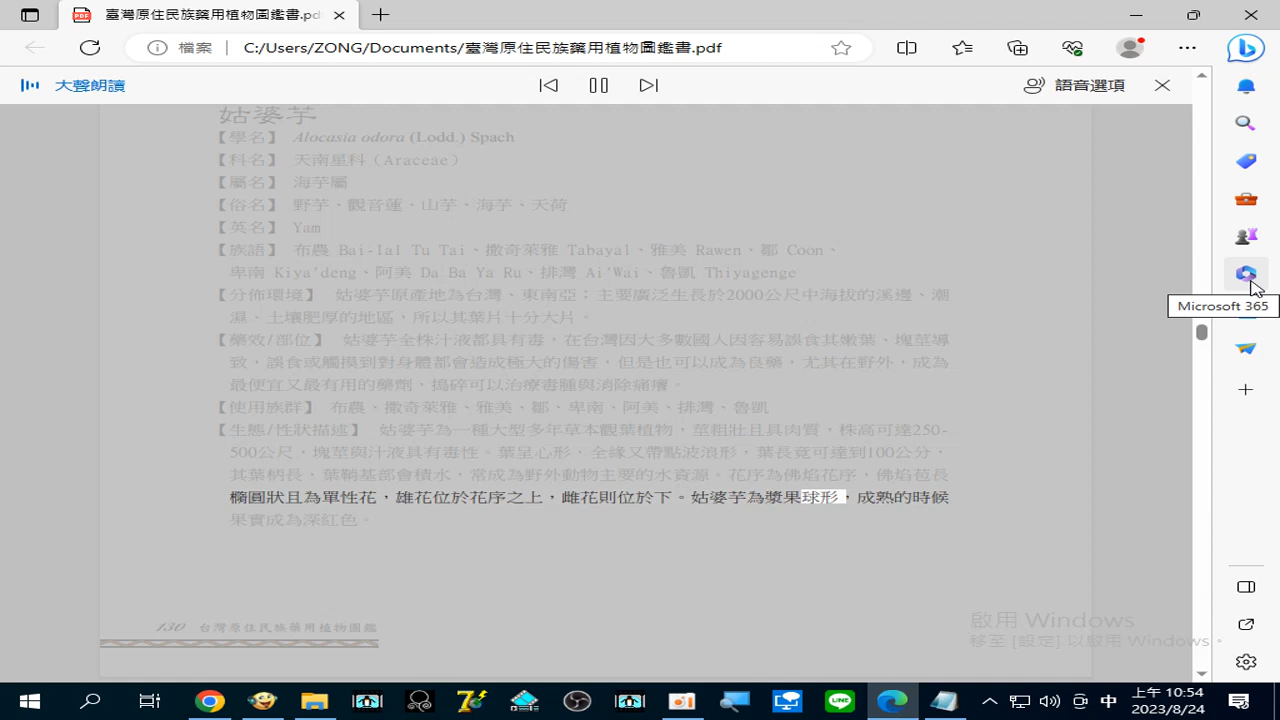 臺灣原住民族藥用植物圖鑑書.pdf
檔案
C:/Users/ZONG/Documents/臺灣原住民族藥用植物圖鑑書.pdf
大聲朗讀
語音選項
姑婆芋
【學名】 Alocasia odora (Lodd.) Spach
【科名】 天南星科（Araceae）
【屬名】 海芋屬
【俗名】 野芋、觀音蓮、山芋、海芋、天荷
【英名】 Yam
【族語】 布農 Bai-lal Tu Tai、撒奇萊雅 Tabayal、雅美 Rawen、鄒 Coon、
卑南 Kiya'deng、阿美 Da Ba Ya Ru、排灣 Ai'Wai、魯凱 Thiyagenge
【分佈環境】 姑婆芋原產地為台灣、東南亞；主要廣泛生長於2000公尺中海拔的溪邊、潮
濕、土壤肥厚的地區，所以其葉片十分大片。
【藥效/部位】 姑婆芋全株汁液都具有毒，在台灣因大多數國人因容易誤食其嫩葉、塊莖導
致，誤食或觸摸到對身體都會造成極大的傷害，但是也可以成為良藥，尤其在野外，成為
最便宜又最有用的藥劑，搗碎可以治療毒腫與消除痛癢。
【使用族群】 布農、撒奇萊雅、雅美、鄒、卑南、阿美、排灣、魯凱
【生態/性狀描述】 姑婆芋為一種大型多年草本觀葉植物，莖粗壯且具肉質，株高可達250-
500公尺，塊莖與汁液具有毒性。葉呈心形，全緣又帶點波浪形，葉長竟可達到100公分，
其葉柄長，葉鞘基部會積水，常成為野外動物主要的水資源。花序為佛焰花序，佛焰苞長
橢圓狀且為單性花，雄花位於花序之上，雌花則位於下。姑婆芋為漿果球形，成熟的時候
果實成為深紅色。
130 台灣原住民族藥用植物圖鑑
Microsoft 365
啟用 Windows
移至 [設定] 以啟用 Windows。
中
上午 10:54
2023/8/24